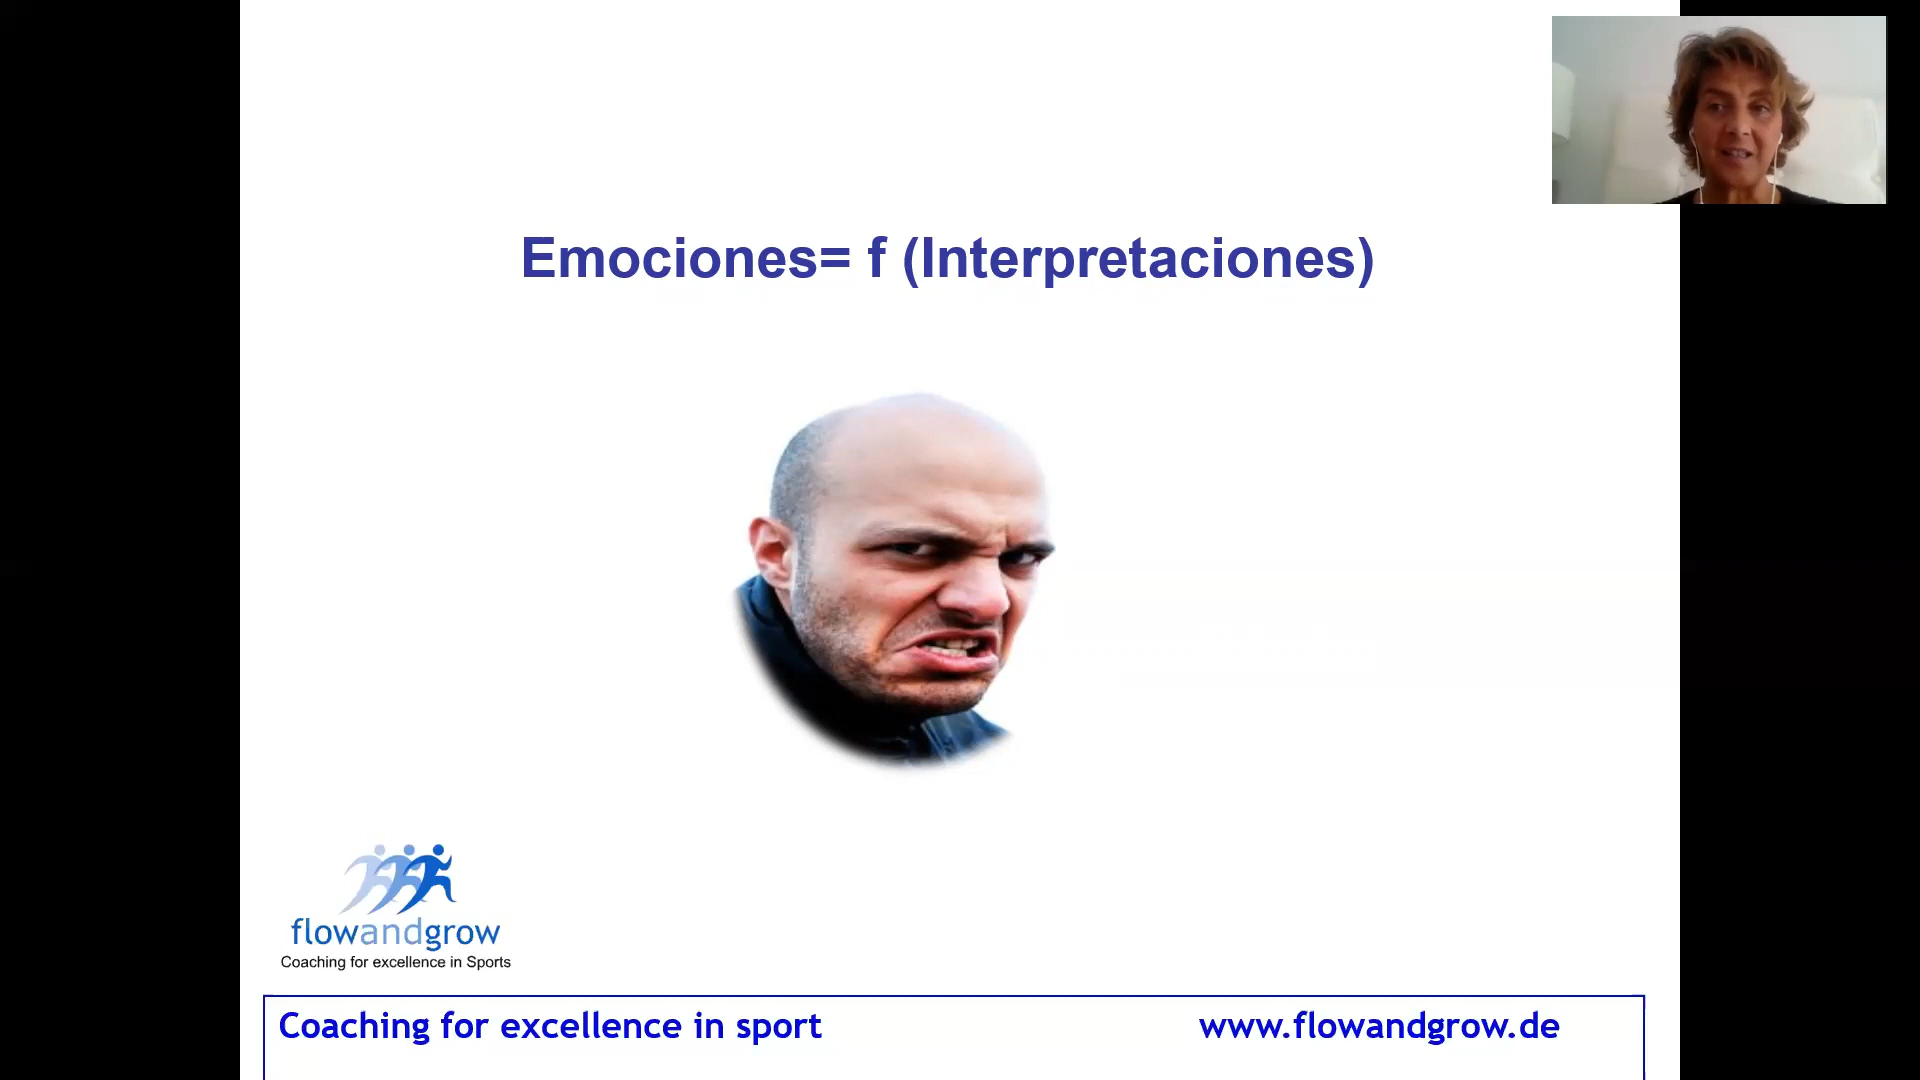 Emociones= f (Interpretaciones)
flowandgrow
Coaching for excellence in Sports
Coaching for excellence in sport
www.flowandgrow.de